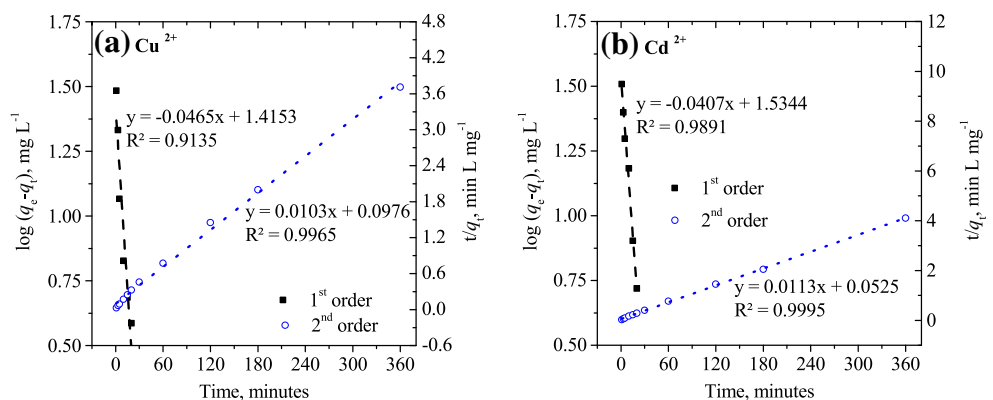 (a) Cu 2+
1.75
1.50
1.25
1.00
0.75
0.50
log (qe-qt), mg L-1
4.8
4.2
3.6
3.0
2.4
1.8
1.2
0.6
0.0
-0.6
t/qt, min L mg-1
y = -0.0465x + 1.4153
R² = 0.9135
y = 0.0103x + 0.0976
R² = 0.9965
1st order
2nd order
0 60 120 180 240 300 360
Time, minutes
(b) Cd 2+
1.75
1.50
1.25
1.00
0.75
0.50
log (qe-qt), mg L-1
12
10
8
6
4
2
0
t/qt, min L mg-1
y = -0.0407x + 1.5344
R² = 0.9891
1st order
2nd order
y = 0.0113x + 0.0525
R² = 0.9995
0 60 120 180 240 300 360
Time, minutes